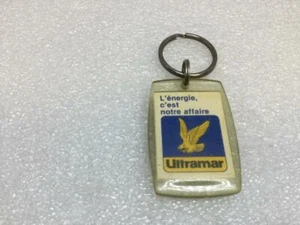 L'énergie,
c'est
notre affaire
Ultramar